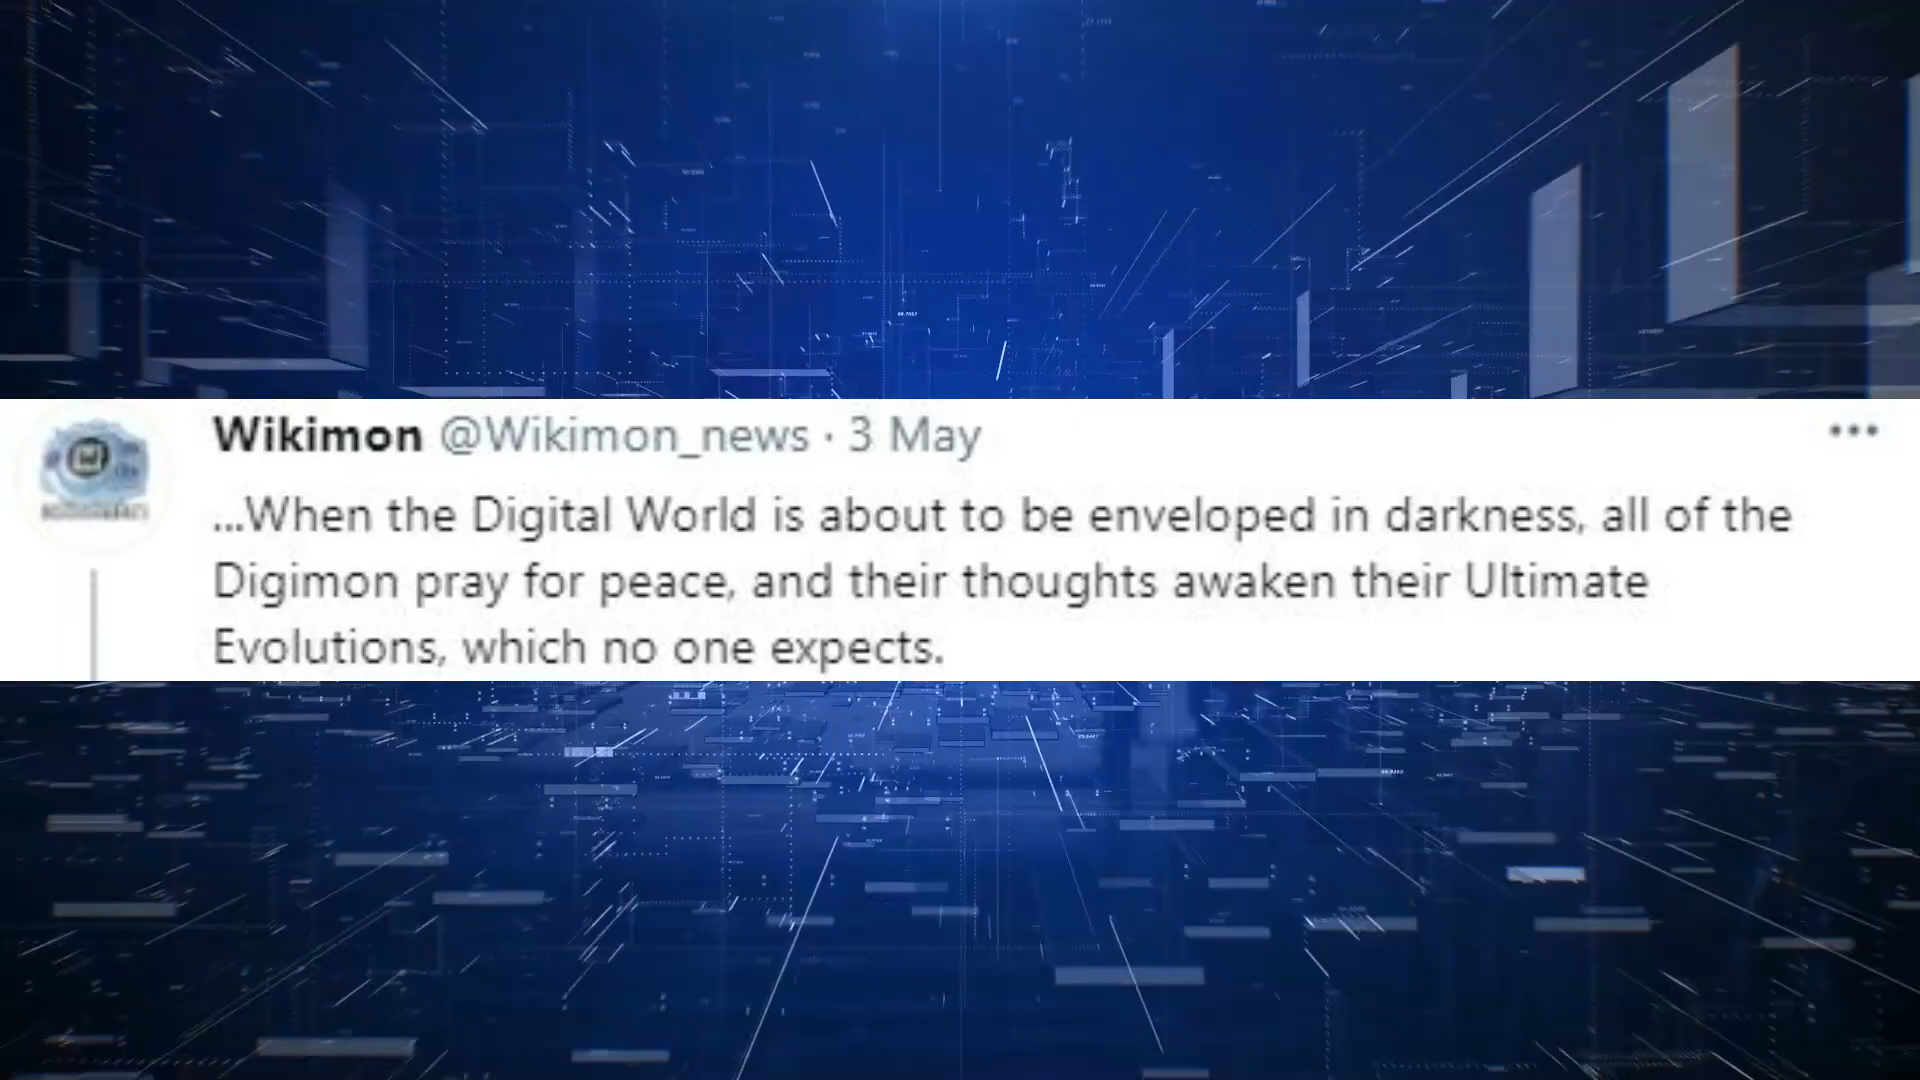 Wikimon @Wikimon_news · 3 May
...When the Digital World is about to be enveloped in darkness, all of the
Digimon pray for peace, and their thoughts awaken their Ultimate
Evolutions, which no one expects.